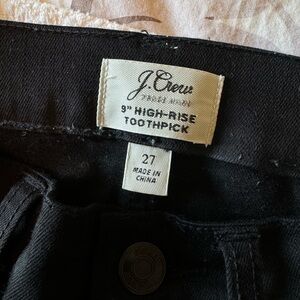 J.Crew
9" HIGH-RISE
TOOTHPICK
27
MADE IN
CHINA